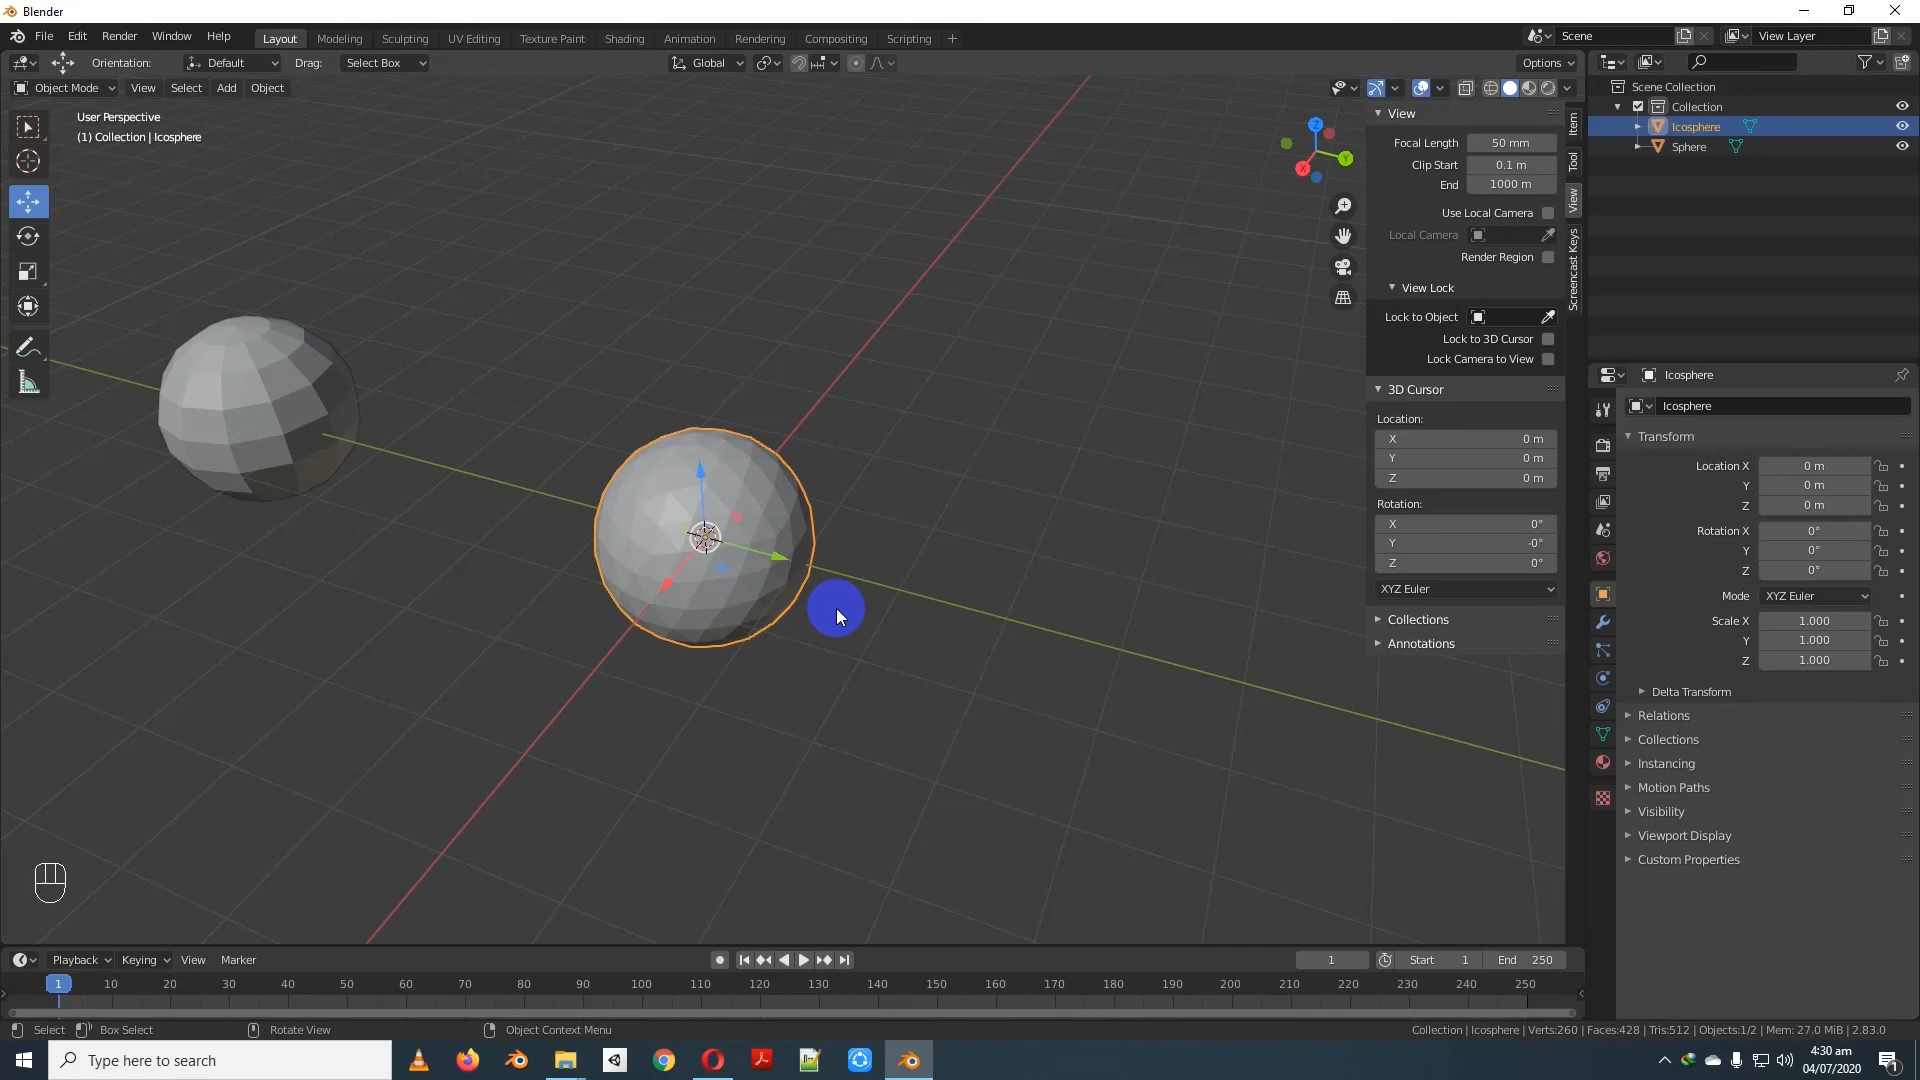 Blender
File Edit Render Window Help Layout Modeling Sculpting UV Editing Texture Paint Shading Animation Rendering Compositing Scripting + Scene View Layer
Orientation: Default Drag: Select Box Global Options
Object Mode View Select Add Object
User Perspective
(1) Collection | Icosphere
Z
Y
X
View
Focal Length 50 mm
Clip Start 0.1 m
End 1000 m
Use Local Camera
Local Camera
Render Region
View Lock
Lock to Object
Lock to 3D Cursor
Lock Camera to View
3D Cursor
Location:
X 0 m
Y 0 m
Z 0 m
Rotation:
X 0°
Y -0°
Z 0°
XYZ Euler
Collections
Annotations
Item
Tool
View
Screencast Keys
Scene Collection
Collection
Icosphere
Sphere
Icosphere
Icosphere
Transform
Location X 0 m
Y 0 m
Z 0 m
Rotation X 0°
Y 0°
Z 0°
Mode XYZ Euler
Scale X 1.000
Y 1.000
Z 1.000
Delta Transform
Relations
Collections
Instancing
Motion Paths
Visibility
Viewport Display
Custom Properties
Playback Keying View Marker 1 Start 1 End 250
1 10 20 30 40 50 60 70 80 90 100 110 120 130 140 150 160 170 180 190 200 210 220 230 240 250
Select Box Select Rotate View Object Context Menu Collection | Icosphere | Verts:260 | Faces:428 | Tris:512 | Objects:1/2 | Mem: 27.0 MiB | 2.83.0
Type here to search
4:30 am
04/07/2020
1